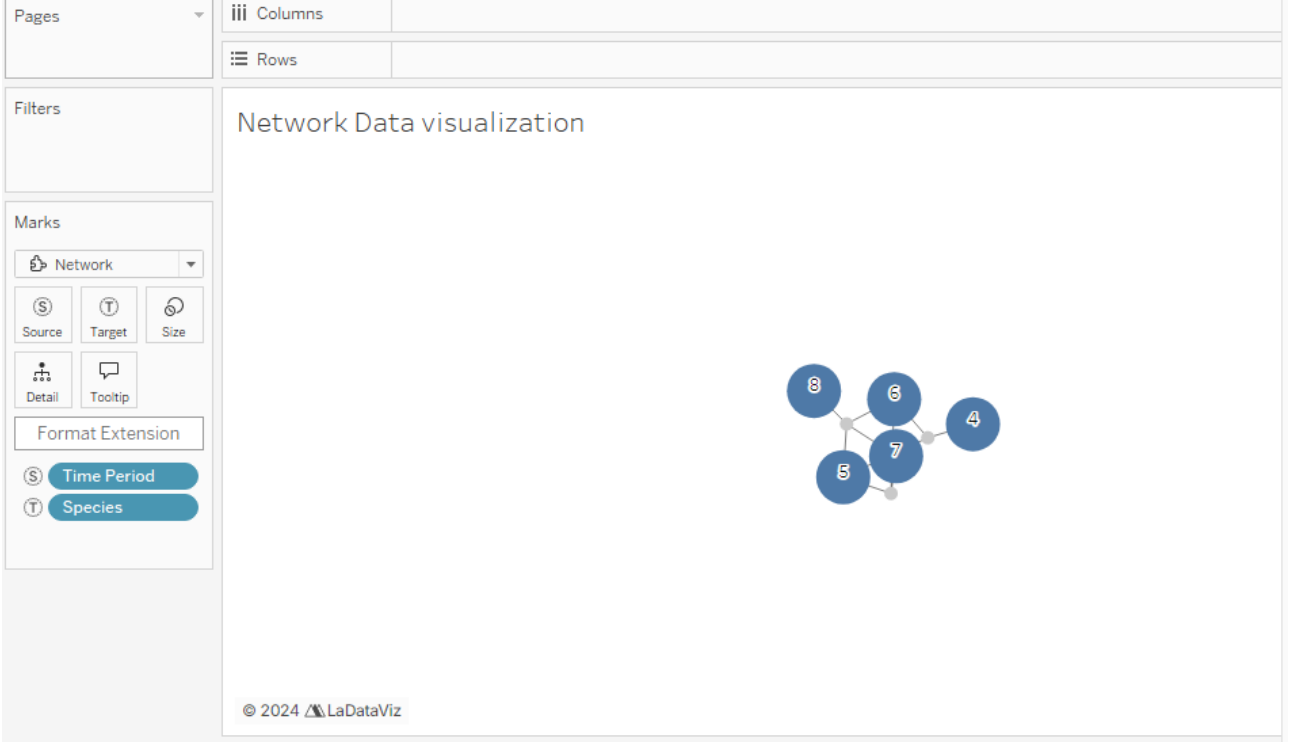 Pages
Columns
Rows
Filters
Network Data visualization
Marks
Network
S T
Source Target Size
Detail Tooltip
Format Extension
S Time Period
T Species
8
6
4
7
5
© 2024 LaDataViz